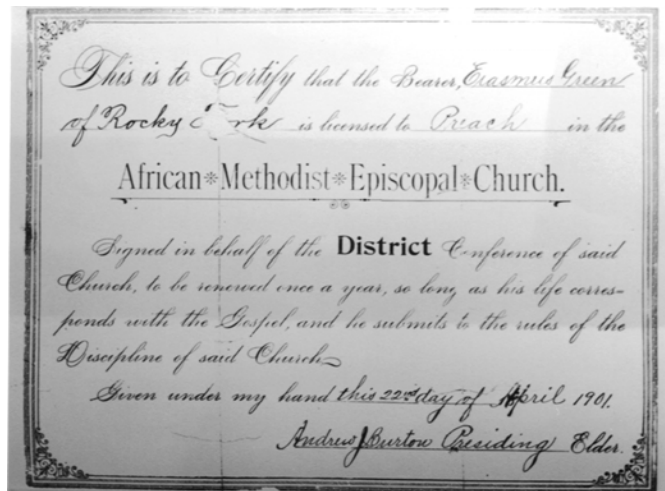 This is to Certify that the Bearer, Erasmus Green
of Rocky Fork is licensed to Preach in the
African Methodist Episcopal Church.
Signed in behalf of the District Conference of said
Church, to be renewed once a year, so long as his life corres-
ponds with the Gospel, and he submits to the rules of the
Discipline of said Church
Given under my hand this 22nd day of April 1901.
Andrew J Burton Presiding Elder.